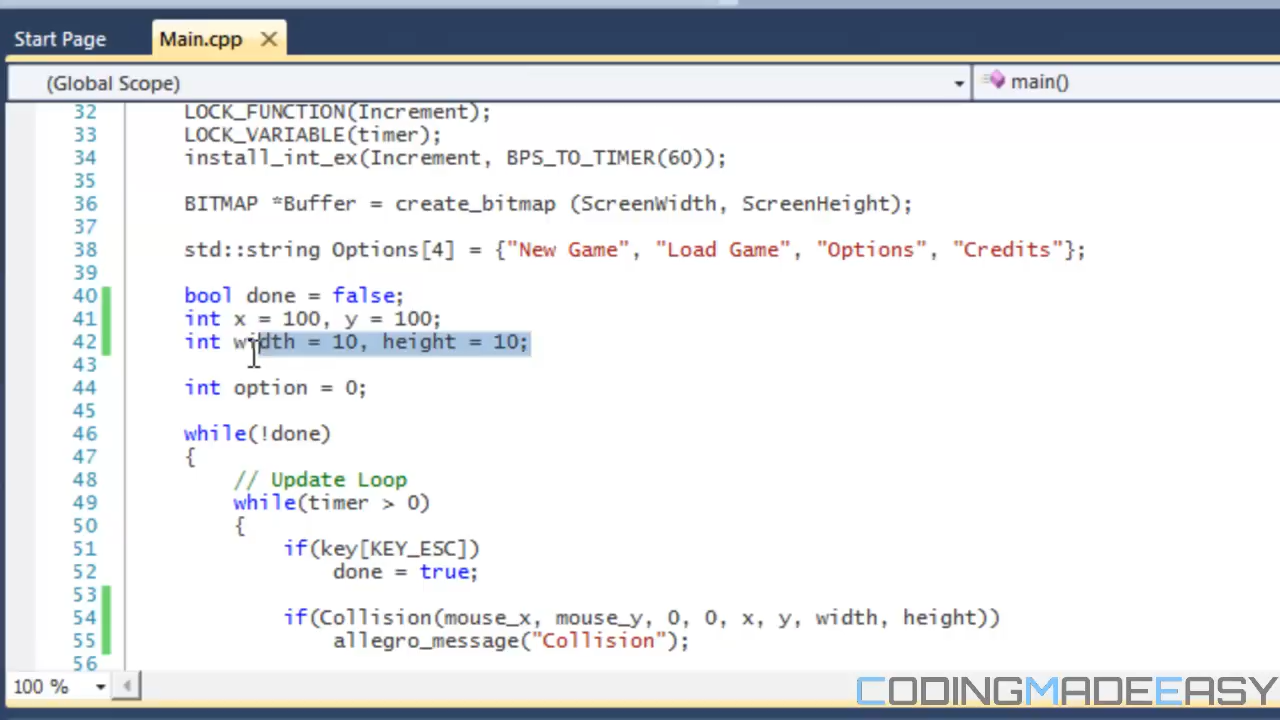 Start Page Main.cpp
(Global Scope) main()
32 LOCK_FUNCTION(Increment);
33 LOCK_VARIABLE(timer);
34 install_int_ex(Increment, BPS_TO_TIMER(60));
35
36 BITMAP *Buffer = create_bitmap (ScreenWidth, ScreenHeight);
37
38 std::string Options[4] = {"New Game", "Load Game", "Options", "Credits"};
39
40 bool done = false;
41 int x = 100, y = 100;
42 int width = 10, height = 10;
43
44 int option = 0;
45
46 while(!done)
47 {
48 // Update Loop
49 while(timer > 0)
50 {
51 if(key[KEY_ESC])
52 done = true;
53
54 if(Collision(mouse_x, mouse_y, 0, 0, x, y, width, height))
55 allegro_message("Collision");
56
100 %
CODINGMADEEASY